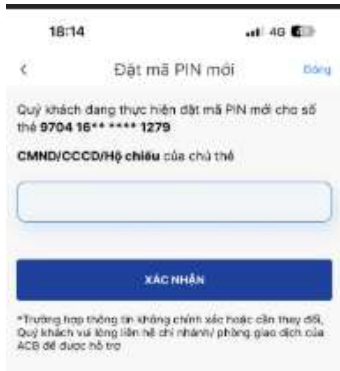 18:14
4G
Đặt mã PIN mới
Đóng
Quý khách đang thực hiện đặt mã PIN mới cho số
thẻ 9704 16** **** 1279
CMND/CCCD/Hộ chiếu của chủ thẻ
XÁC NHẬN
*Trường hợp thông tin không chính xác hoặc cần thay đổi,
Quý khách vui lòng liên hệ chi nhánh/ phòng giao dịch của
ACB để được hỗ trợ